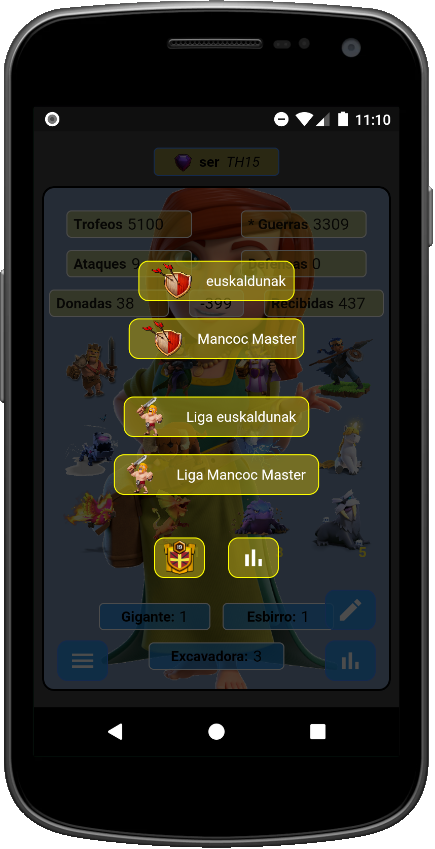 11:10
ser TH15
Trofeos 5100
* Guerras 3309
Ataques 9
Defensas 0
euskaldunak
Donadas 38
-399
Recibidas 437
Mancoc Master
Liga euskaldunak
Liga Mancoc Master
5
Gigante: 1
Esbirro: 1
Excavadora: 3